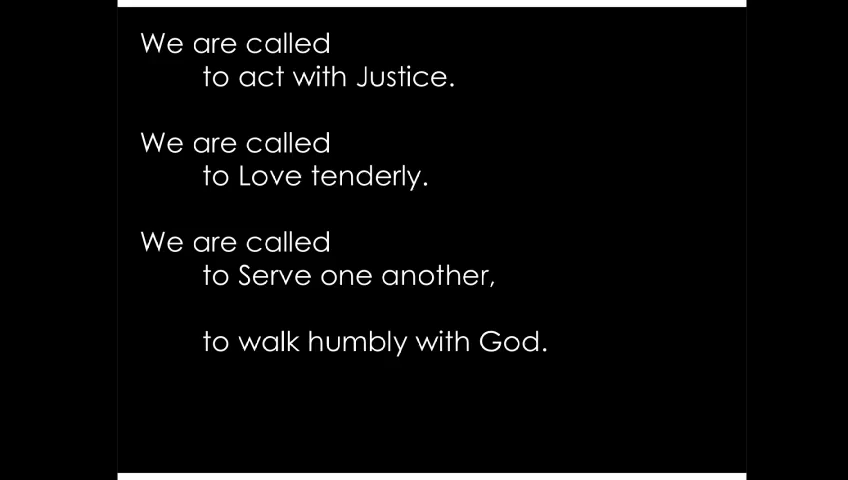 We are called
to act with Justice.
We are called
to Love tenderly.
We are called
to Serve one another,
to walk humbly with God.